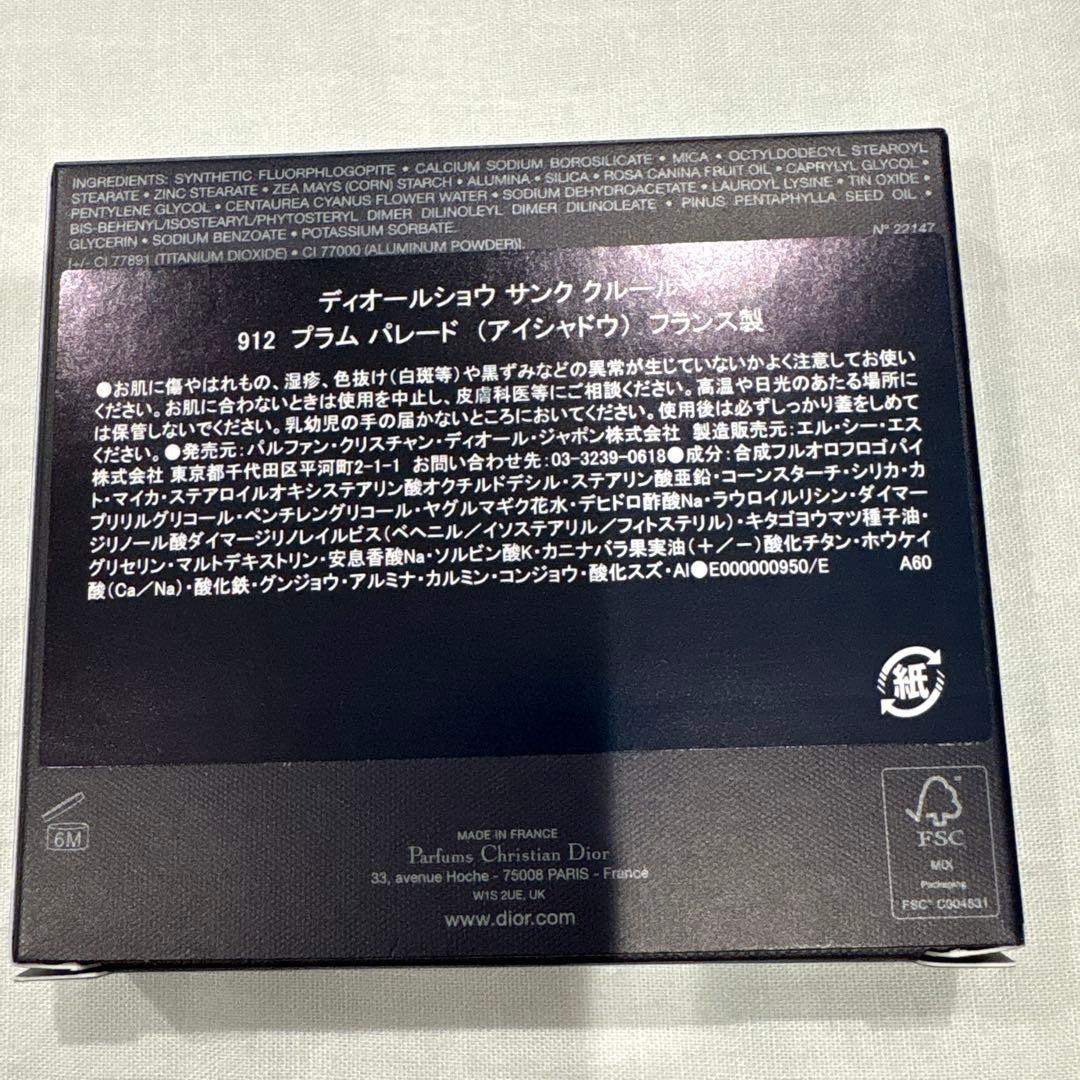 INGREDIENTS: SYNTHETIC FLUORPHLOGOPITE • CALCIUM SODIUM BOROSILICATE • MICA • OCTYLDODECYL STEAROYL
STEARATE • ZINC STEARATE • ZEA MAYS (CORN) STARCH • ALUMINA • SILICA • ROSA CANINA FRUIT OIL • CAPRYLYL GLYCOL •
PENTYLENE GLYCOL • CENTAUREA CYANUS FLOWER WATER • SODIUM DEHYDROACETATE • LAUROYL LYSINE • TIN OXIDE •
BIS-BEHENYL/ISOSTEARYL/PHYTOSTERYL DIMER DILINOLEYL DIMER DILINOLEATE • PINUS PENTAPHYLLA SEED OIL •
GLYCERIN • SODIUM BENZOATE • POTASSIUM SORBATE.
[+/- CI 77891 (TITANIUM DIOXIDE) • CI 77000 (ALUMINUM POWDER)].
N° 22147
ディオールショウ サンク クルール
912 プラム パレード (アイシャドウ) フランス製
●お肌に傷やはれもの、湿疹、色抜け(白斑等)や黒ずみなどの異常が生じていないかよく注意してお使い
ください。お肌に合わないときは使用を中止し、皮膚科医等にご相談ください。高温や日光のあたる場所に
は保管しないでください。乳幼児の手の届かないところにおいてください。使用後は必ずしっかり蓋をしめて
ください。●発売元:パルファン・クリスチャン・ディオール・ジャポン株式会社 製造販売元:エル・シー・エス
株式会社 東京都千代田区平河町2-1-1 お問い合わせ先:03-3239-0618●成分:合成フルオロフロゴパイ
ト・マイカ・ステアロイルオキシステアリン酸オクチルドデシル・ステアリン酸亜鉛・コーンスターチ・シリカ・カ
プリリルグリコール・ペンチレングリコール・ヤグルマギク花水・デヒドロ酢酸Na・ラウロイルリシン・ダイマー
ジリノール酸ダイマージリノレイルビス(ベヘニル/イソステアリル/フィトステリル)・キタゴヨウマツ種子油・
グリセリン・マルトデキストリン・安息香酸Na・ソルビン酸K・カニナバラ果実油(+/-)酸化チタン・ホウケイ
酸(Ca/Na)・酸化鉄・グンジョウ・アルミナ・カルミン・コンジョウ・酸化スズ・Al●E000000950/E A60
紙
6M
MADE IN FRANCE
Parfums Christian Dior
33, avenue Hoche - 75008 PARIS - France
W1S 2UE, UK
www.dior.com
FSC
MIX
Packaging
FSC® C004531